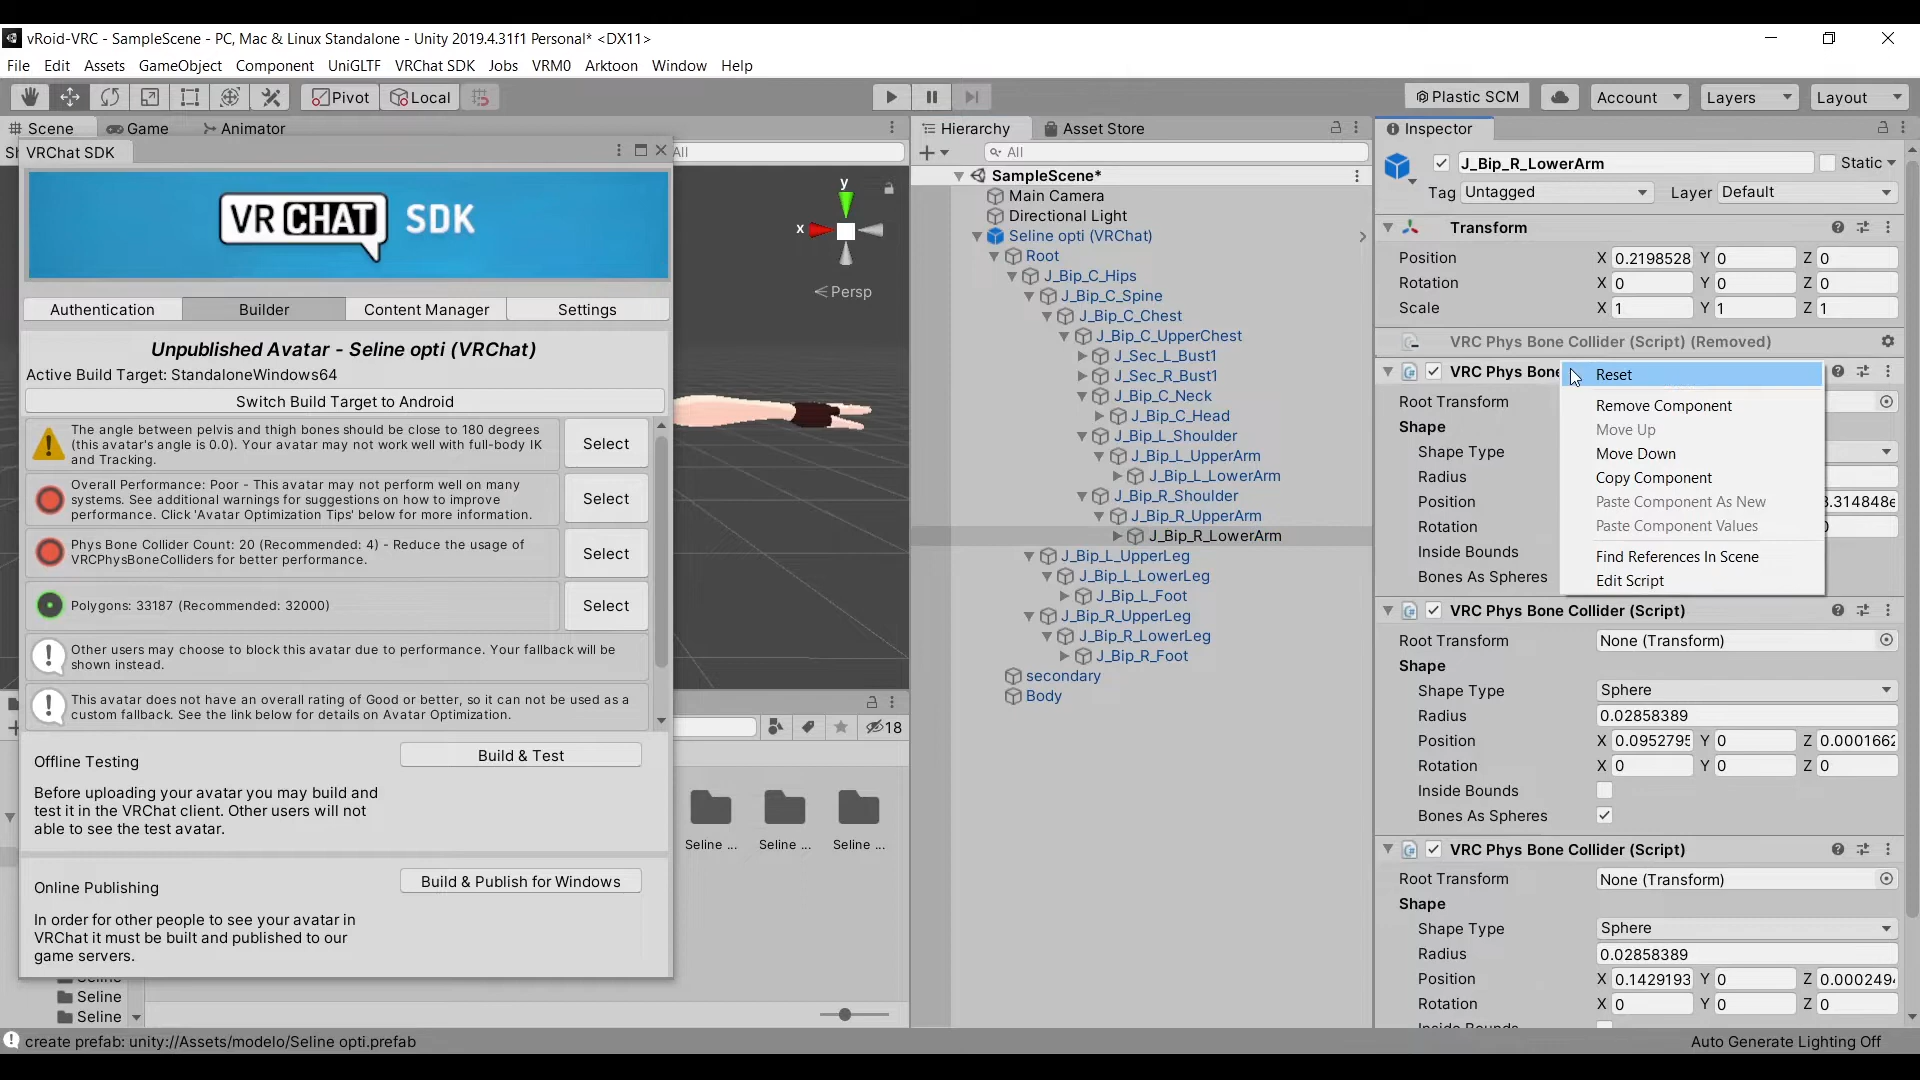 vRoid-VRC - SampleScene - PC, Mac & Linux Standalone - Unity 2019.4.31f1 Personal* <DX11>
File Edit Assets GameObject Component UniGLTF VRChat SDK Jobs VRM0 Arktoon Window Help
Pivot Local Plastic SCM Account Layers Layout
Scene Game Animator
VRChat SDK
All
VR CHAT SDK
Authentication Builder Content Manager Settings
Unpublished Avatar - Seline opti (VRChat)
Active Build Target: StandaloneWindows64
Switch Build Target to Android
The angle between pelvis and thigh bones should be close to 180 degrees
(this avatar's angle is 0.0). Your avatar may not work well with full-body IK
and Tracking.
Select
Overall Performance: Poor - This avatar may not perform well on many
systems. See additional warnings for suggestions on how to improve
performance. Click 'Avatar Optimization Tips' below for more information.
Select
Phys Bone Collider Count: 20 (Recommended: 4) - Reduce the usage of
VRCPhysBoneColliders for better performance.
Select
Polygons: 33187 (Recommended: 32000)
Select
Other users may choose to block this avatar due to performance. Your fallback will be
shown instead.
This avatar does not have an overall rating of Good or better, so it can not be used as a
custom fallback. See the link below for details on Avatar Optimization.
Offline Testing
Build & Test
Before uploading your avatar you may build and
test it in the VRChat client. Other users will not
able to see the test avatar.
Online Publishing
Build & Publish for Windows
In order for other people to see your avatar in
VRChat it must be built and published to our
game servers.
y
x
Persp
18
Seline ... Seline ... Seline ...
Seline
Seline
Seline
Hierarchy Asset Store
All
SampleScene*
Main Camera
Directional Light
Seline opti (VRChat)
Root
J_Bip_C_Hips
J_Bip_C_Spine
J_Bip_C_Chest
J_Bip_C_UpperChest
J_Sec_L_Bust1
J_Sec_R_Bust1
J_Bip_C_Neck
J_Bip_C_Head
J_Bip_L_Shoulder
J_Bip_L_UpperArm
J_Bip_L_LowerArm
J_Bip_R_Shoulder
J_Bip_R_UpperArm
J_Bip_R_LowerArm
J_Bip_L_UpperLeg
J_Bip_L_LowerLeg
J_Bip_L_Foot
J_Bip_R_UpperLeg
J_Bip_R_LowerLeg
J_Bip_R_Foot
secondary
Body
Inspector
J_Bip_R_LowerArm Static
Tag Untagged Layer Default
Transform
Position X 0.2198528 Y 0 Z 0
Rotation X 0 Y 0 Z 0
Scale X 1 Y 1 Z 1
VRC Phys Bone Collider (Script) (Removed)
VRC Phys Bone
Root Transform
Shape
Shape Type
Radius
Position 3.314848e
Rotation
Inside Bounds
Bones As Spheres
Reset
Remove Component
Move Up
Move Down
Copy Component
Paste Component As New
Paste Component Values
Find References In Scene
Edit Script
VRC Phys Bone Collider (Script)
Root Transform None (Transform)
Shape
Shape Type Sphere
Radius 0.02858389
Position X 0.0952795 Y 0 Z 0.0001662
Rotation X 0 Y 0 Z 0
Inside Bounds
Bones As Spheres
VRC Phys Bone Collider (Script)
Root Transform None (Transform)
Shape
Shape Type Sphere
Radius 0.02858389
Position X 0.1429193 Y 0 Z 0.000249
Rotation X 0 Y 0 Z 0
Inside Bounds
create prefab: unity://Assets/modelo/Seline opti.prefab
Auto Generate Lighting Off